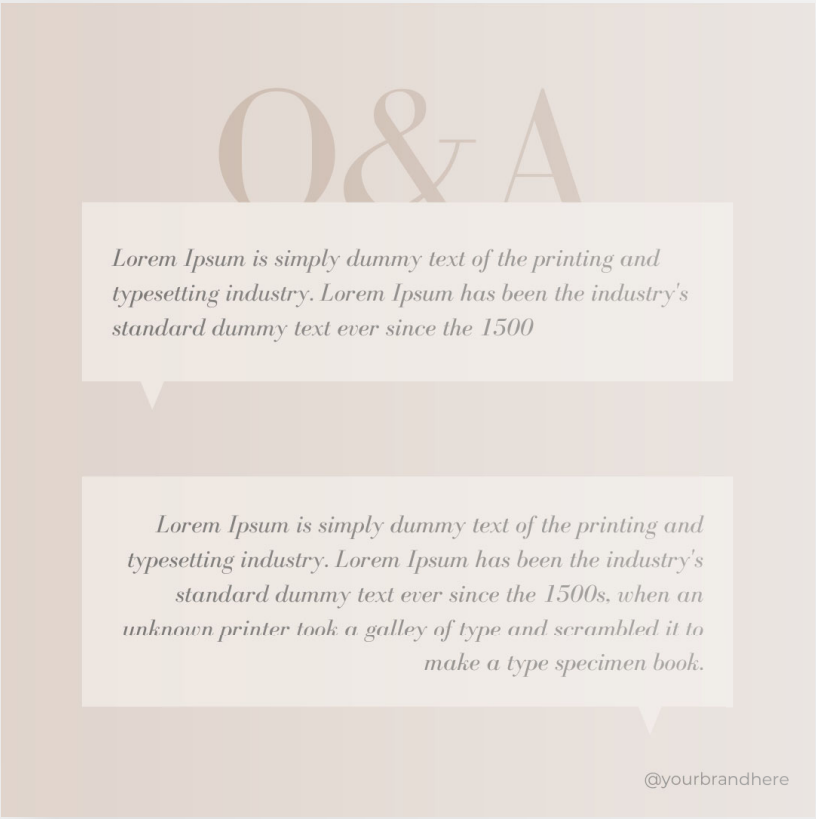 Q&A
Lorem Ipsum is simply dummy text of the printing and
typesetting industry. Lorem Ipsum has been the industry's
standard dummy text ever since the 1500
Lorem Ipsum is simply dummy text of the printing and
typesetting industry. Lorem Ipsum has been the industry's
standard dummy text ever since the 1500s, when an
unknown printer took a galley of type and scrambled it to
make a type specimen book.
@yourbrandhere